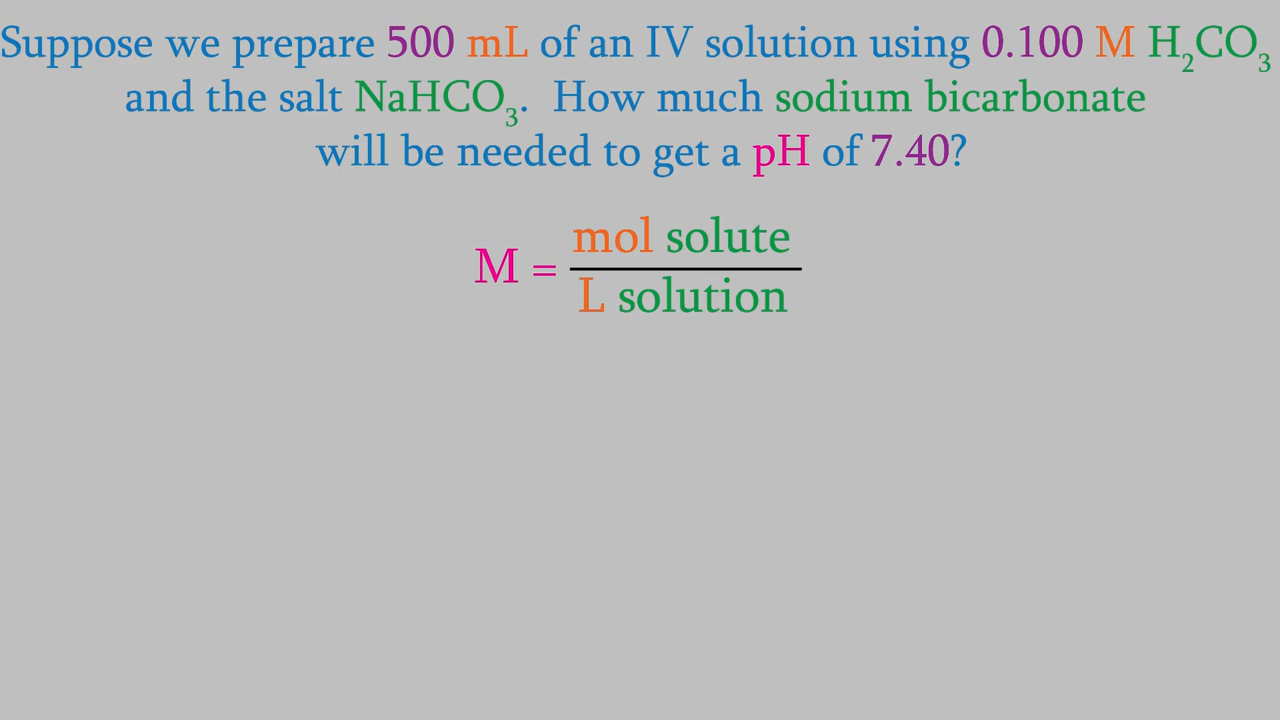 Suppose we prepare 500 mL of an IV solution using 0.100 M H₂CO₃
and the salt NaHCO₃. How much sodium bicarbonate
will be needed to get a pH of 7.40?
M = mol solute
L solution